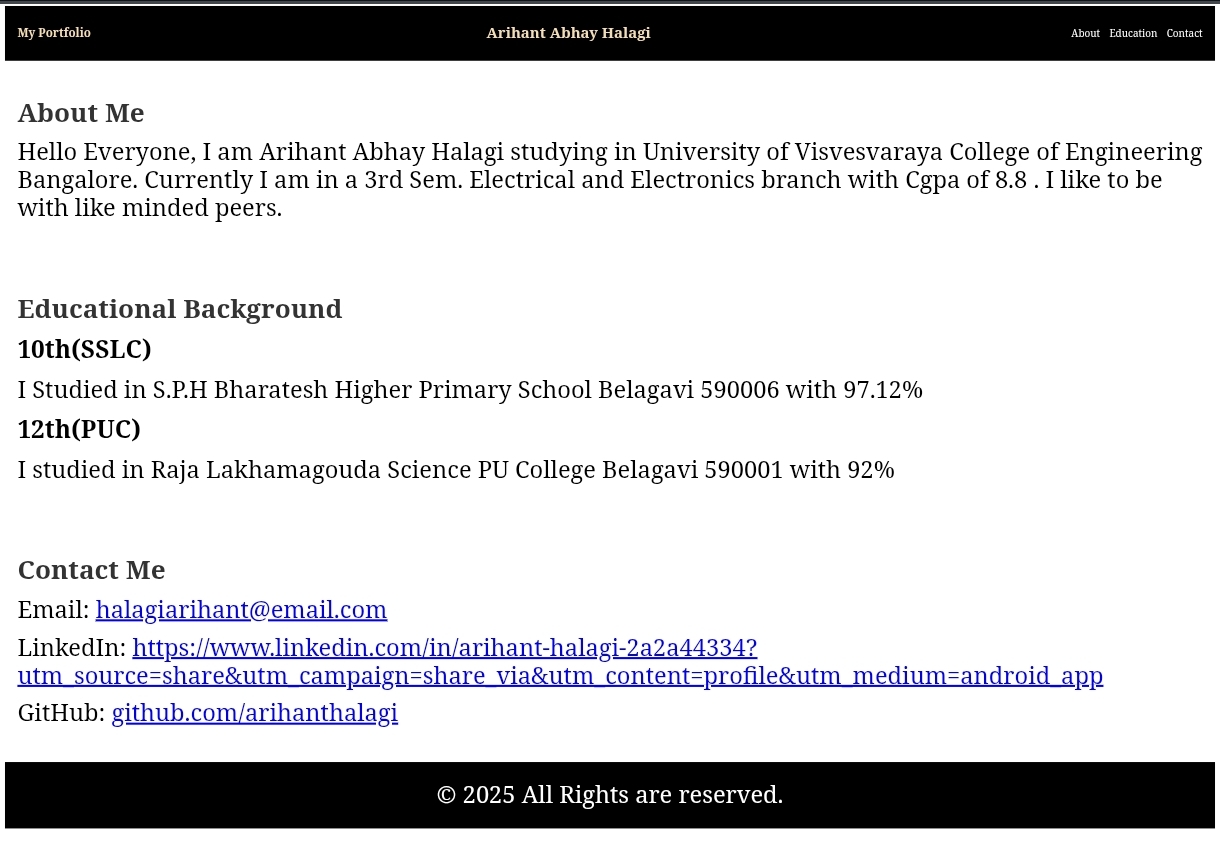 My Portfolio
Arihant Abhay Halagi
About Education Contact
About Me
Hello Everyone, I am Arihant Abhay Halagi studying in University of Visvesvaraya College of Engineering
Bangalore. Currently I am in a 3rd Sem. Electrical and Electronics branch with Cgpa of 8.8 . I like to be
with like minded peers.
Educational Background
10th(SSLC)
I Studied in S.P.H Bharatesh Higher Primary School Belagavi 590006 with 97.12%
12th(PUC)
I studied in Raja Lakhamagouda Science PU College Belagavi 590001 with 92%
Contact Me
Email: halagiarihant@email.com
LinkedIn: https://www.linkedin.com/in/arihant-halagi-2a2a44334?
utm_source=share&utm_campaign=share_via&utm_content=profile&utm_medium=android_app
GitHub: github.com/arihanthalagi
© 2025 All Rights are reserved.